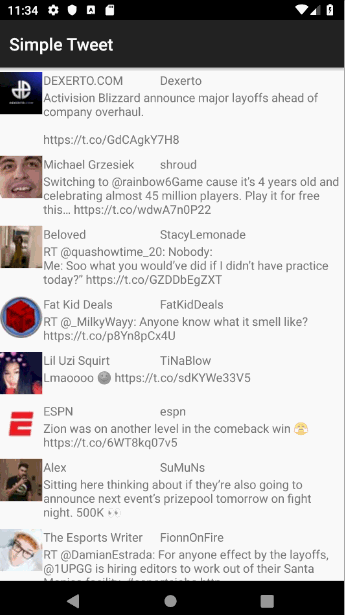 11:34
Simple Tweet
DEXERTO.COM Dexerto
Activision Blizzard announce major layoffs ahead of
company overhaul.
https://t.co/GdCAgkY7H8
Michael Grzesiek shroud
Switching to @rainbow6Game cause it's 4 years old and
celebrating almost 45 million players. Play it for free
this… https://t.co/wdwA7n0P22
Beloved StacyLemonade
RT @quashowtime_20: Nobody:
Me: Soo what you would've did if I didn't have practice
today?" https://t.co/GZDDbEgZXT
Fat Kid Deals FatKidDeals
RT @_MilkyWayy: Anyone know what it smell like?
https://t.co/p8Yn8pCx4U
Lil Uzi Squirt TiNaBlow
Lmaoooo 🌚 https://t.co/sdKYWe33V5
ESPN espn
Zion was on another level in the comeback win 😤
https://t.co/6WT8kq07v5
Alex SuMuNs
Sitting here thinking about if they're also going to
announce next event's prizepool tomorrow on fight
night. 500K 👀
The Esports Writer FionnOnFire
RT @DamianEstrada: For anyone effect by the layoffs,
@1UPGG is hiring editors to work out of their Santa